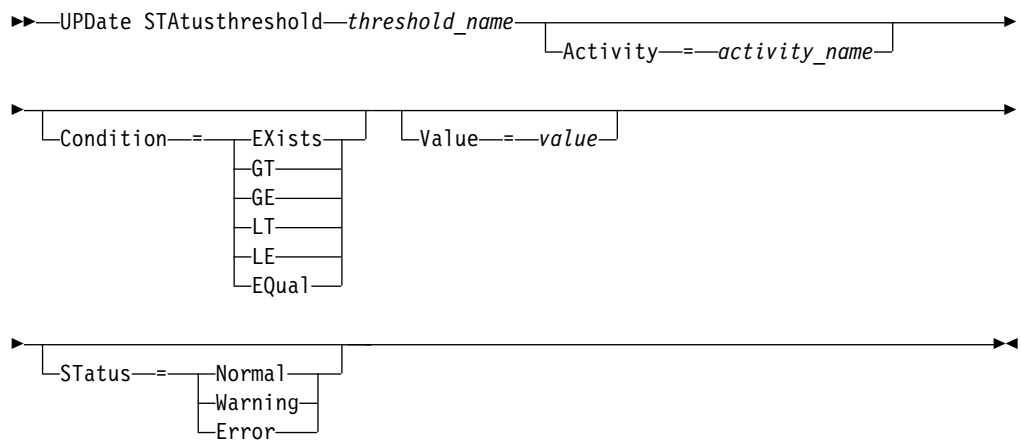 UPDate STAtusthreshold threshold_name
Activity = activity_name
Condition = EXists
GT
GE
LT
LE
EQual
Value = value
STatus = Normal
Warning
Error